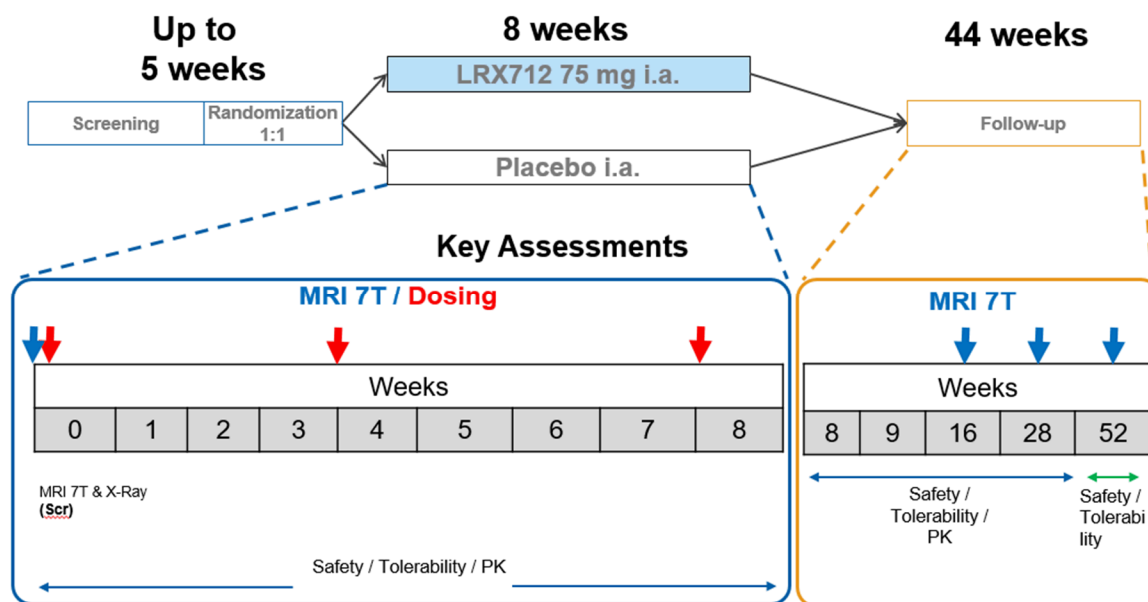 Up to
5 weeks
8 weeks
44 weeks
Screening
Randomization
1:1
LRX712 75 mg i.a.
Placebo i.a.
Follow-up
Key Assessments
MRI 7T / Dosing
Weeks
0 1 2 3 4 5 6 7 8
MRI 7T & X-Ray
(Scr)
Safety / Tolerability / PK
MRI 7T
Weeks
8 9 16 28 52
Safety /
Tolerability /
PK
Safety /
Tolerabi
lity